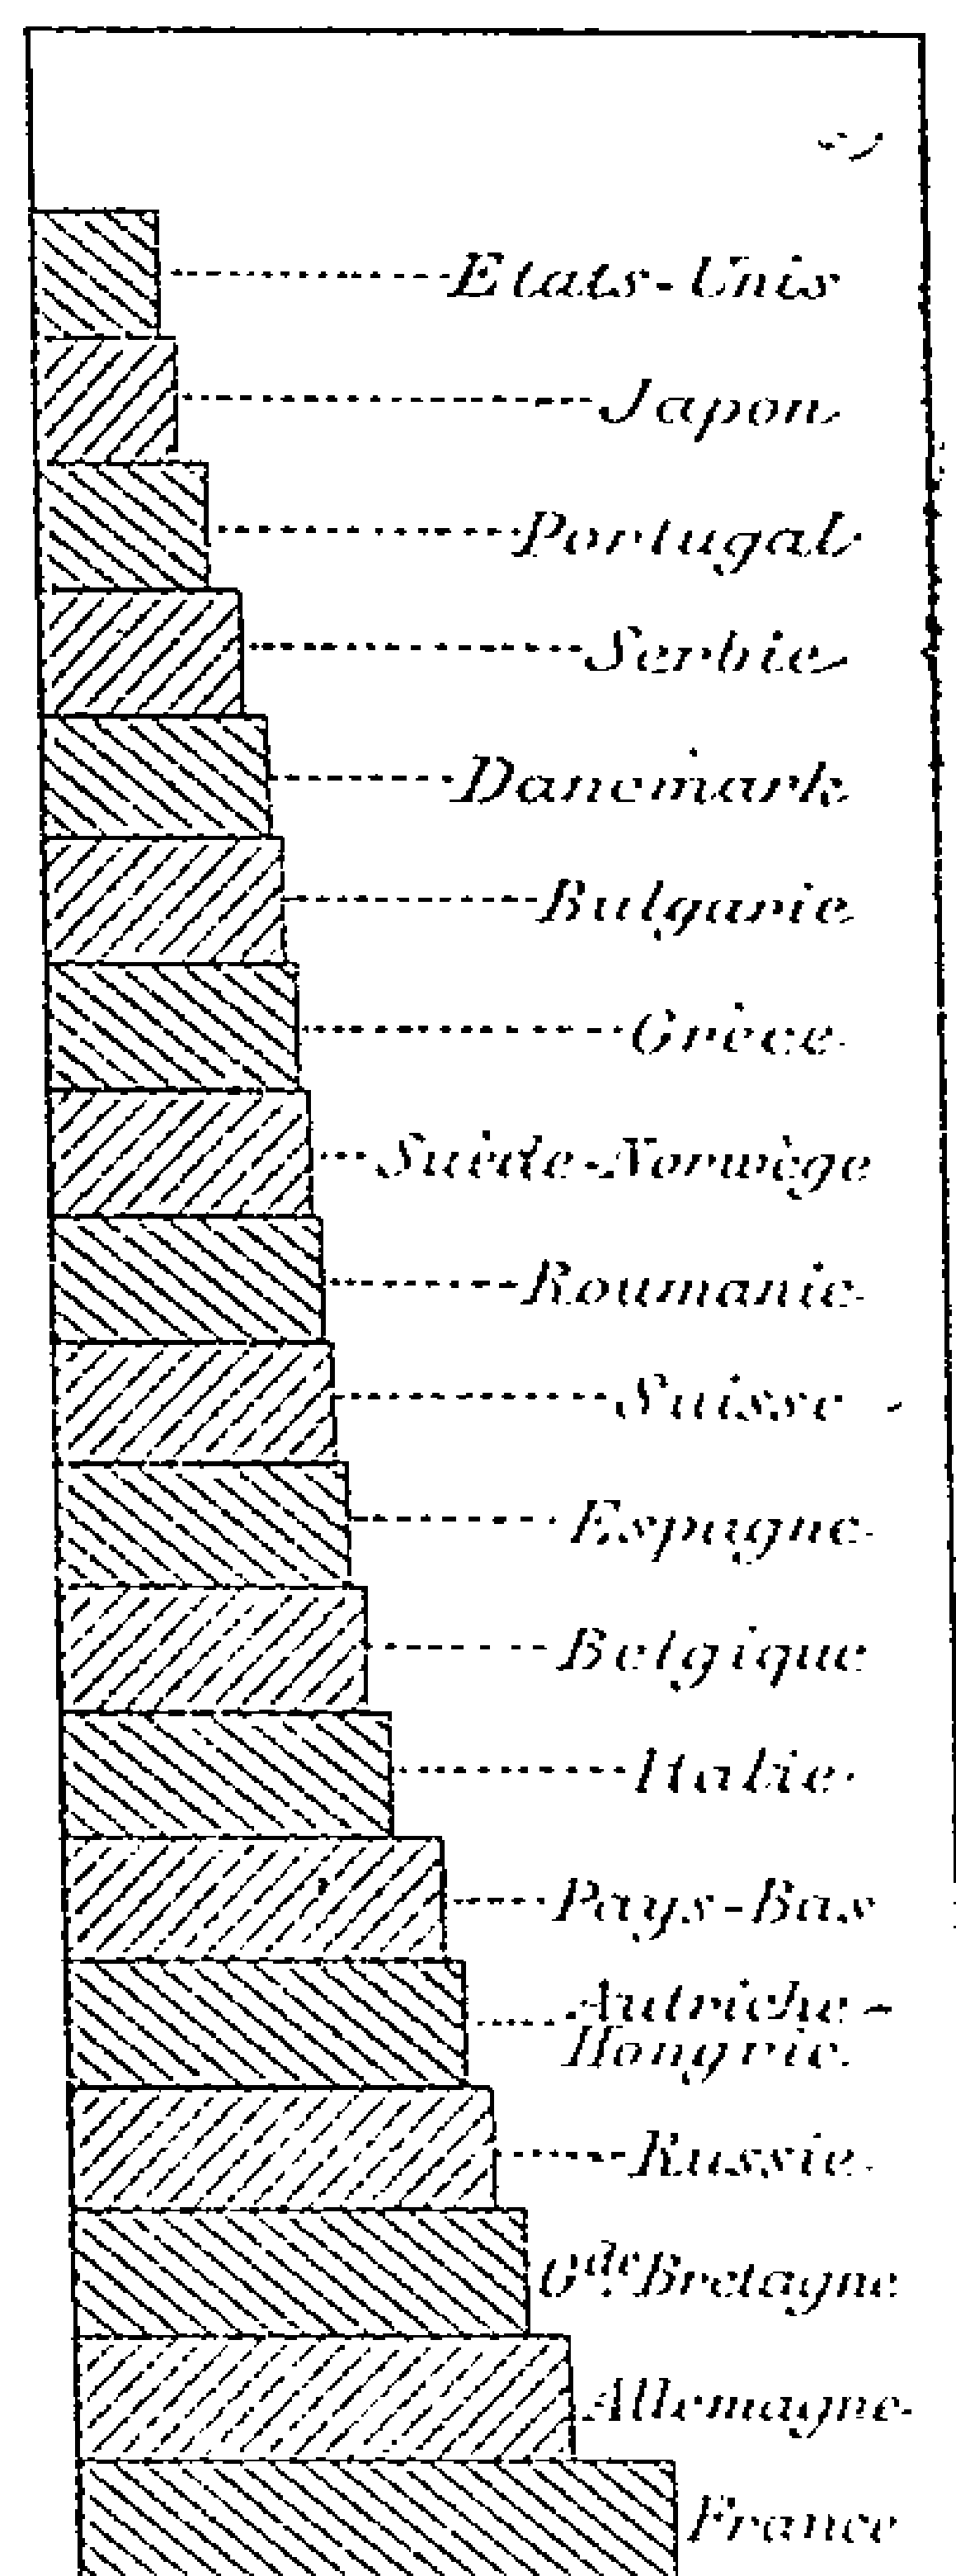 Etats-Unis
Japon
Portugal
Serbie
Danemark
Bulgarie
Grèce
Suède-Norwège
Roumanie
Suisse
Espagne
Belgique
Italie
Pays-Bas
Autriche-
Hongrie
Russie
Gde Bretagne
Allemagne
France